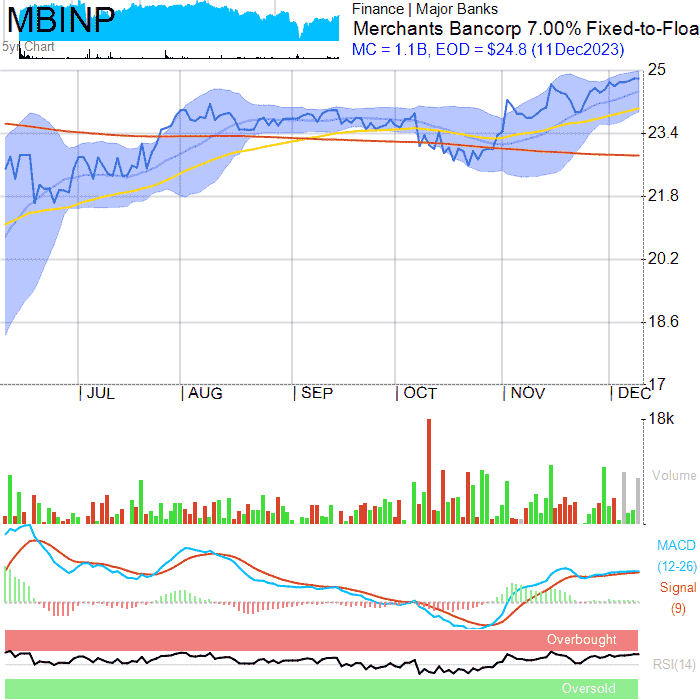 MBINP
5yr Chart
Finance | Major Banks
Merchants Bancorp 7.00% Fixed-to-Floa
MC = 1.1B, EOD = $24.8 (11Dec2023)
25
23.4
21.8
20.2
18.6
17
| JUL | AUG | SEP | OCT | NOV | DEC
18k
Volume
MACD
(12-26)
Signal
(9)
Overbought
RSI(14)
Oversold